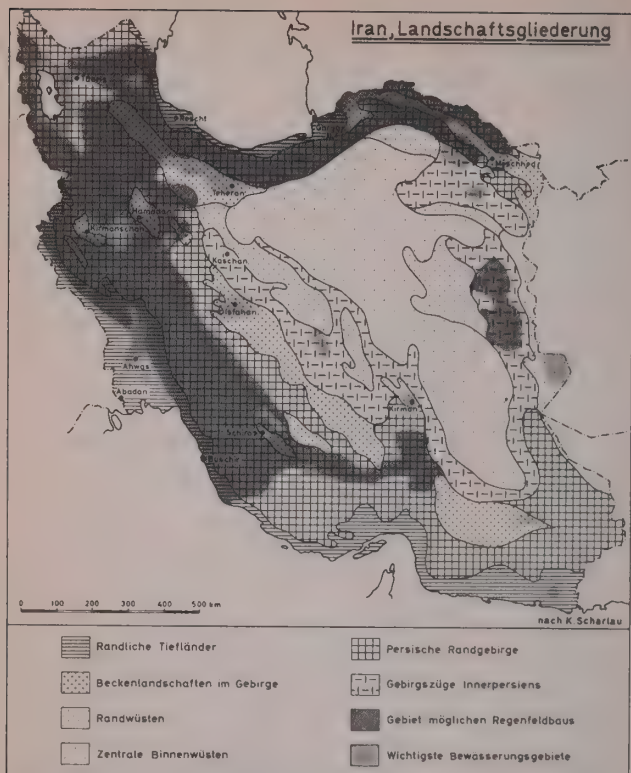 Iran, Landschaftsgliederung
Täbris
Rescht
Meschhed
Teheran
Hamadan
Kirmanschah
Kaschan
Isfahan
Ahwas
Abadan
Kirman
Schiras
Buschir
0 100 200 300 400 500 km
nach K Scharlau
Randliche Tiefländer
Persische Randgebirge
Beckenlandschaften im Gebirge
Gebirgszüge Innerpersiens
Randwüsten
Gebiet möglichen Regenfeldbaus
Zentrale Binnenwüsten
Wichtigste Bewässerungsgebiete